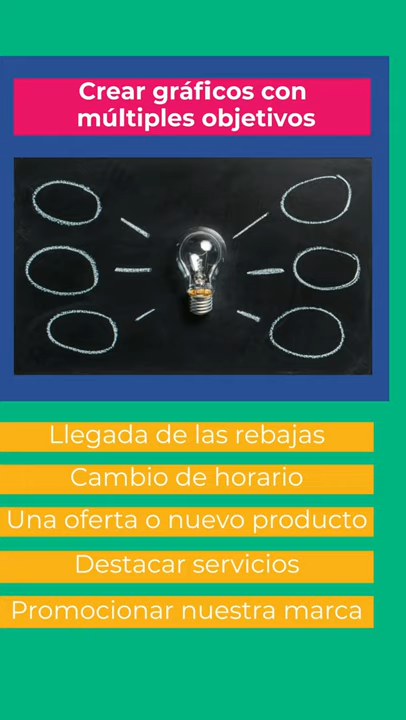 Crear gráficos con
múltiples objetivos
Llegada de las rebajas
Cambio de horario
Una oferta o nuevo producto
Destacar servicios
Promocionar nuestra marca